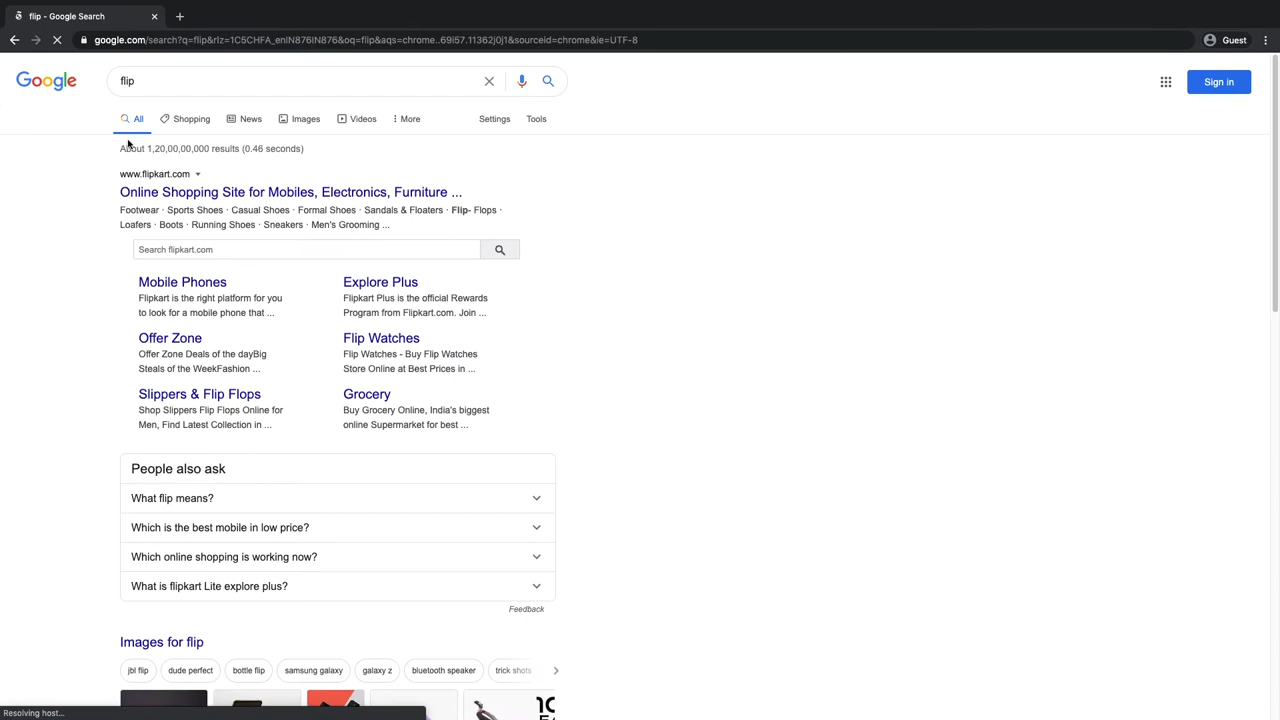 flip - Google Search
google.com/search?q=flip&rlz=1C5CHFA_enIN876IN876&oq=flip&aqs=chrome..69i57.11362j0j1&sourceid=chrome&ie=UTF-8
Guest
Google
flip
Sign in
All Shopping News Images Videos More Settings Tools
About 1,20,00,00,000 results (0.46 seconds)
www.flipkart.com
Online Shopping Site for Mobiles, Electronics, Furniture ...
Footwear · Sports Shoes · Casual Shoes · Formal Shoes · Sandals & Floaters · Flip- Flops ·
Loafers · Boots · Running Shoes · Sneakers · Men's Grooming ...
Search flipkart.com
Mobile Phones
Flipkart is the right platform for you
to look for a mobile phone that ...
Explore Plus
Flipkart Plus is the official Rewards
Program from Flipkart.com. Join ...
Offer Zone
Offer Zone Deals of the dayBig
Steals of the WeekFashion ...
Flip Watches
Flip Watches - Buy Flip Watches
Store Online at Best Prices in ...
Slippers & Flip Flops
Shop Slippers Flip Flops Online for
Men, Find Latest Collection in ...
Grocery
Buy Grocery Online, India's biggest
online Supermarket for best ...
People also ask
What flip means?
Which is the best mobile in low price?
Which online shopping is working now?
What is flipkart Lite explore plus?
Feedback
Images for flip
jbl flip dude perfect bottle flip samsung galaxy galaxy z bluetooth speaker trick shots
Resolving host...